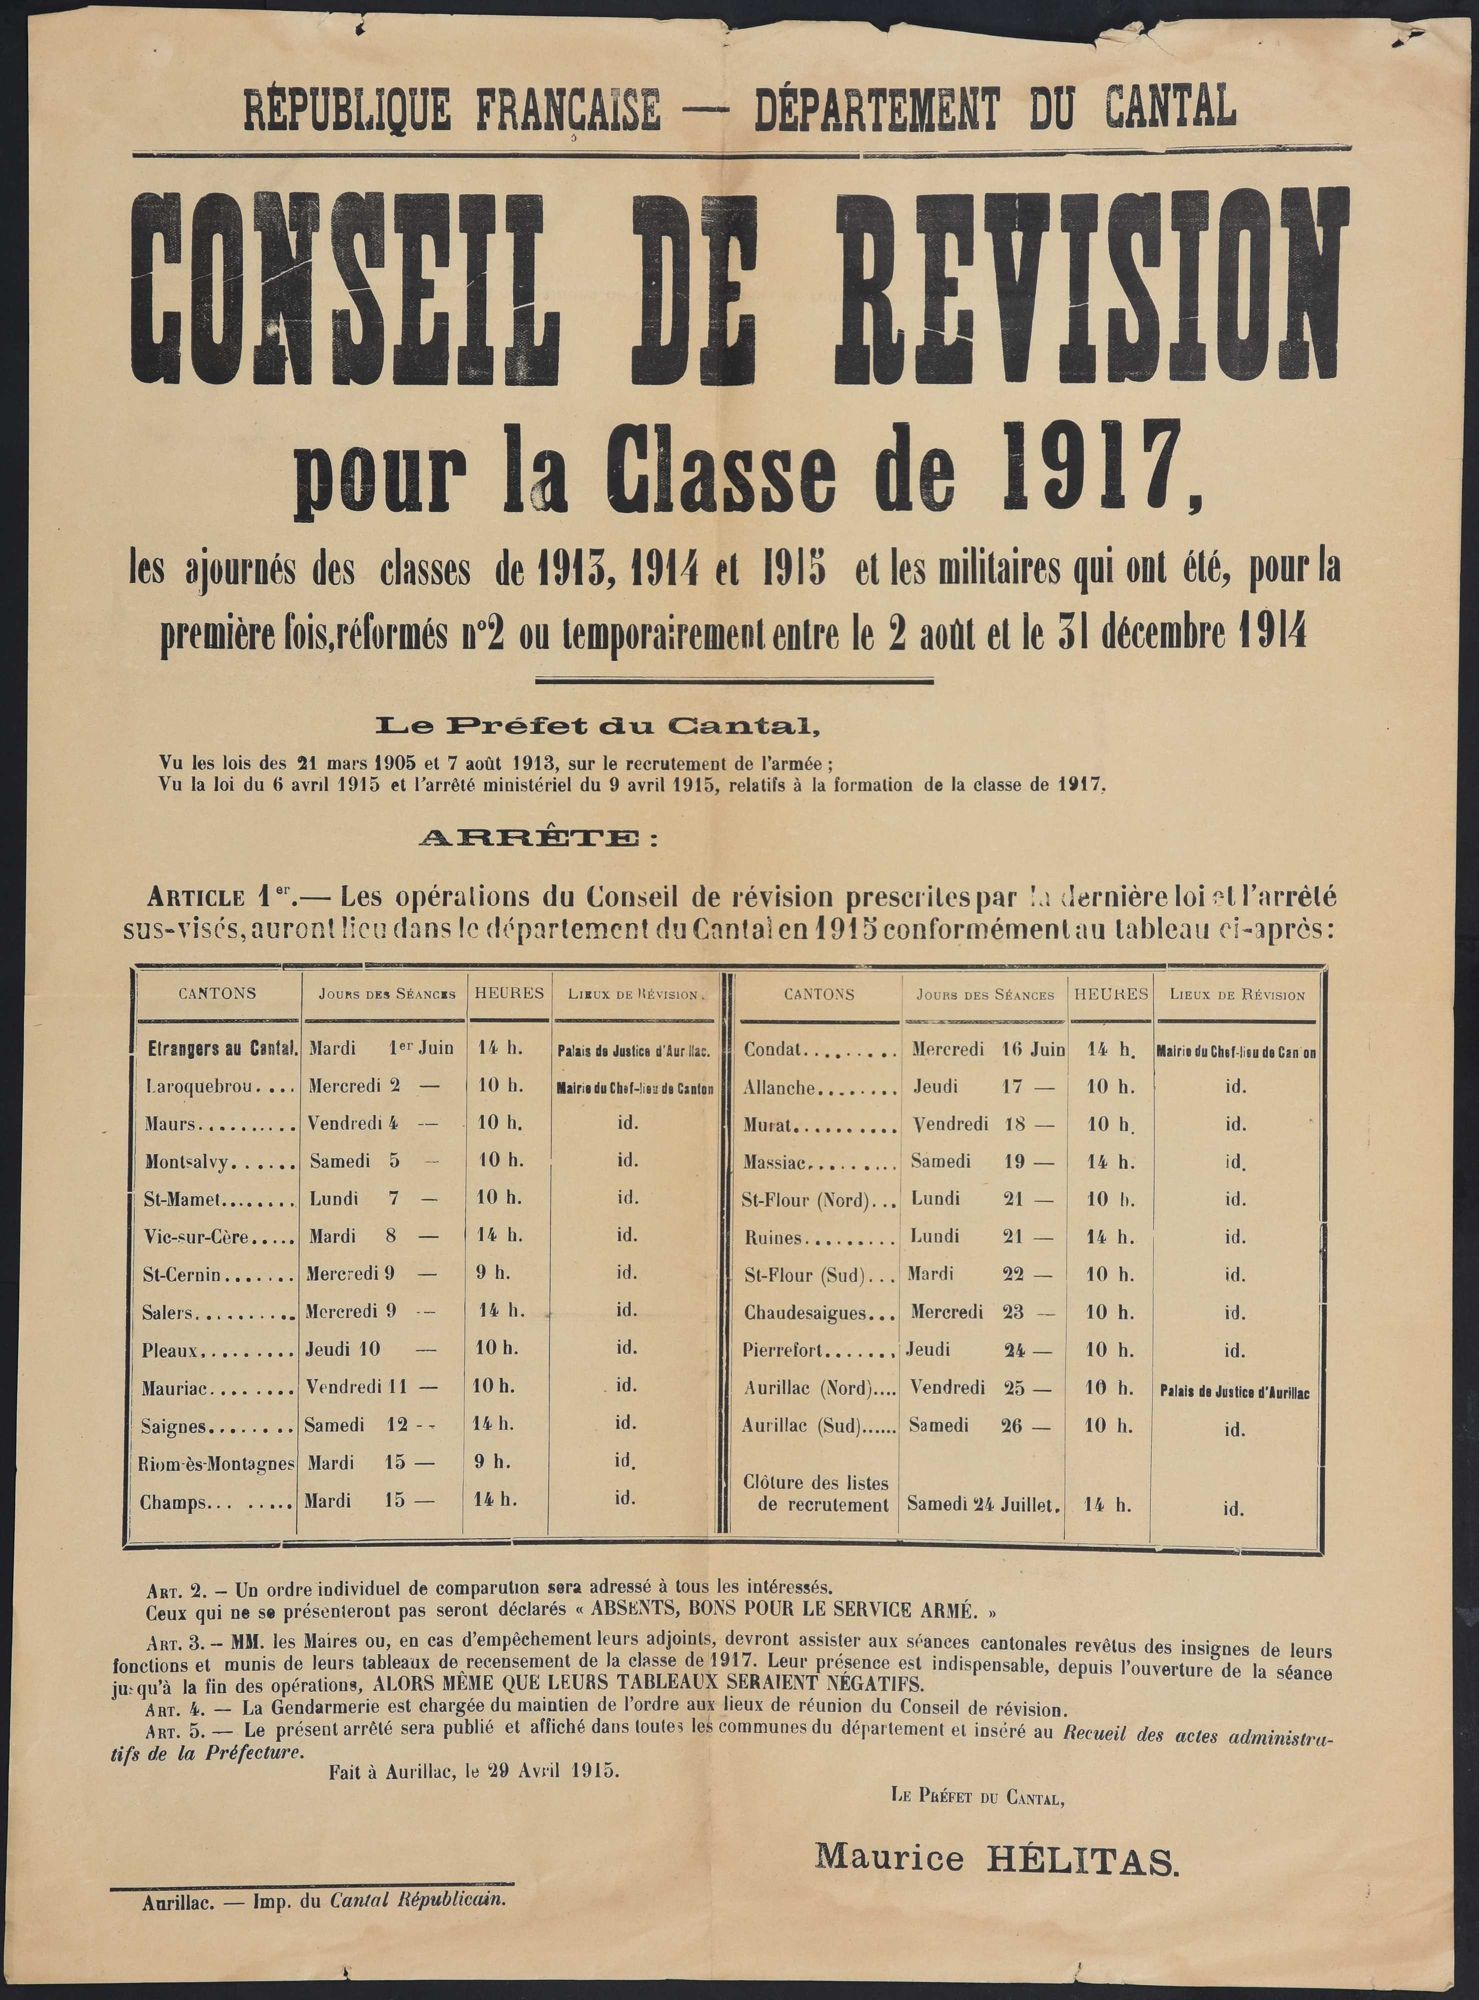 RÉPUBLIQUE FRANÇAISE — DÉPARTEMENT DU CANTAL
CONSEIL DE REVISION
pour la Classe de 1917,
les ajournés des classes de 1913, 1914 et 1915 et les militaires qui ont été, pour la
première fois, réformés n°2 ou temporairement entre le 2 août et le 31 décembre 1914
Le Préfet du Cantal,
Vu les lois des 21 mars 1905 et 7 août 1913, sur le recrutement de l'armée ;
Vu la loi du 6 avril 1915 et l'arrêté ministériel du 9 avril 1915, relatifs à la formation de la classe de 1917,
ARRÊTE :
ARTICLE 1er. — Les opérations du Conseil de révision prescrites par la dernière loi et l'arrêté
sus-visés, auront lieu dans le département du Cantal en 1915 conformément au tableau ci-après :
CANTONS JOURS DES SÉANCES HEURES LIEUX DE RÉVISION.
Etrangers au Cantal. Mardi 1er Juin 14 h. Palais de Justice d'Aurillac.
Laroquebrou.... Mercredi 2 — 10 h. Mairie du Chef-lieu de Canton
Maurs.......... Vendredi 4 — 10 h. id.
Montsalvy...... Samedi 5 — 10 h. id.
St-Mamet........ Lundi 7 — 10 h. id.
Vic-sur-Cère..... Mardi 8 — 14 h. id.
St-Cernin....... Mercredi 9 — 9 h. id.
Salers.......... Mercredi 9 — 14 h. id.
Pleaux.......... Jeudi 10 — 10 h. id.
Mauriac........ Vendredi 11 — 10 h. id.
Saignes........ Samedi 12 — 14 h. id.
Riom-ès-Montagnes Mardi 15 — 9 h. id.
Champs... ..... Mardi 15 — 14 h. id.
CANTONS JOURS DES SÉANCES HEURES LIEUX DE RÉVISION
Condat......... Mercredi 16 Juin 14 h. Mairie du Chef-lieu de Canton
Allanche........ Jeudi 17 — 10 h. id.
Murat.......... Vendredi 18 — 10 h. id.
Massiac......... Samedi 19 — 14 h. id.
St-Flour (Nord)... Lundi 21 — 10 h. id.
Ruines......... Lundi 21 — 14 h. id.
St-Flour (Sud)... Mardi 22 — 10 h. id.
Chaudesaigues... Mercredi 23 — 10 h. id.
Pierrefort....... Jeudi 24 — 10 h. id.
Aurillac (Nord).... Vendredi 25 — 10 h. Palais de Justice d'Aurillac
Aurillac (Sud)...... Samedi 26 — 10 h. id.
Clôture des listes
de recrutement Samedi 24 Juillet. 14 h. id.
ART. 2. — Un ordre individuel de comparution sera adressé à tous les intéressés.
Ceux qui ne se présenteront pas seront déclarés « ABSENTS, BONS POUR LE SERVICE ARMÉ. »
ART. 3. — MM. les Maires ou, en cas d'empêchement leurs adjoints, devront assister aux séances cantonales revêtus des insignes de leurs
fonctions et munis de leurs tableaux de recensement de la classe de 1917. Leur présence est indispensable, depuis l'ouverture de la séance
jusqu'à la fin des opérations, ALORS MÊME QUE LEURS TABLEAUX SERAIENT NÉGATIFS.
ART. 4. — La Gendarmerie est chargée du maintien de l'ordre aux lieux de réunion du Conseil de révision.
ART. 5. — Le présent arrêté sera publié et affiché dans toutes les communes du département et inséré au Recueil des actes administra-
tifs de la Préfecture.
Fait à Aurillac, le 29 Avril 1915.
LE PRÉFET DU CANTAL,
Maurice HÉLITAS.
Aurillac. — Imp. du Cantal Républicain.